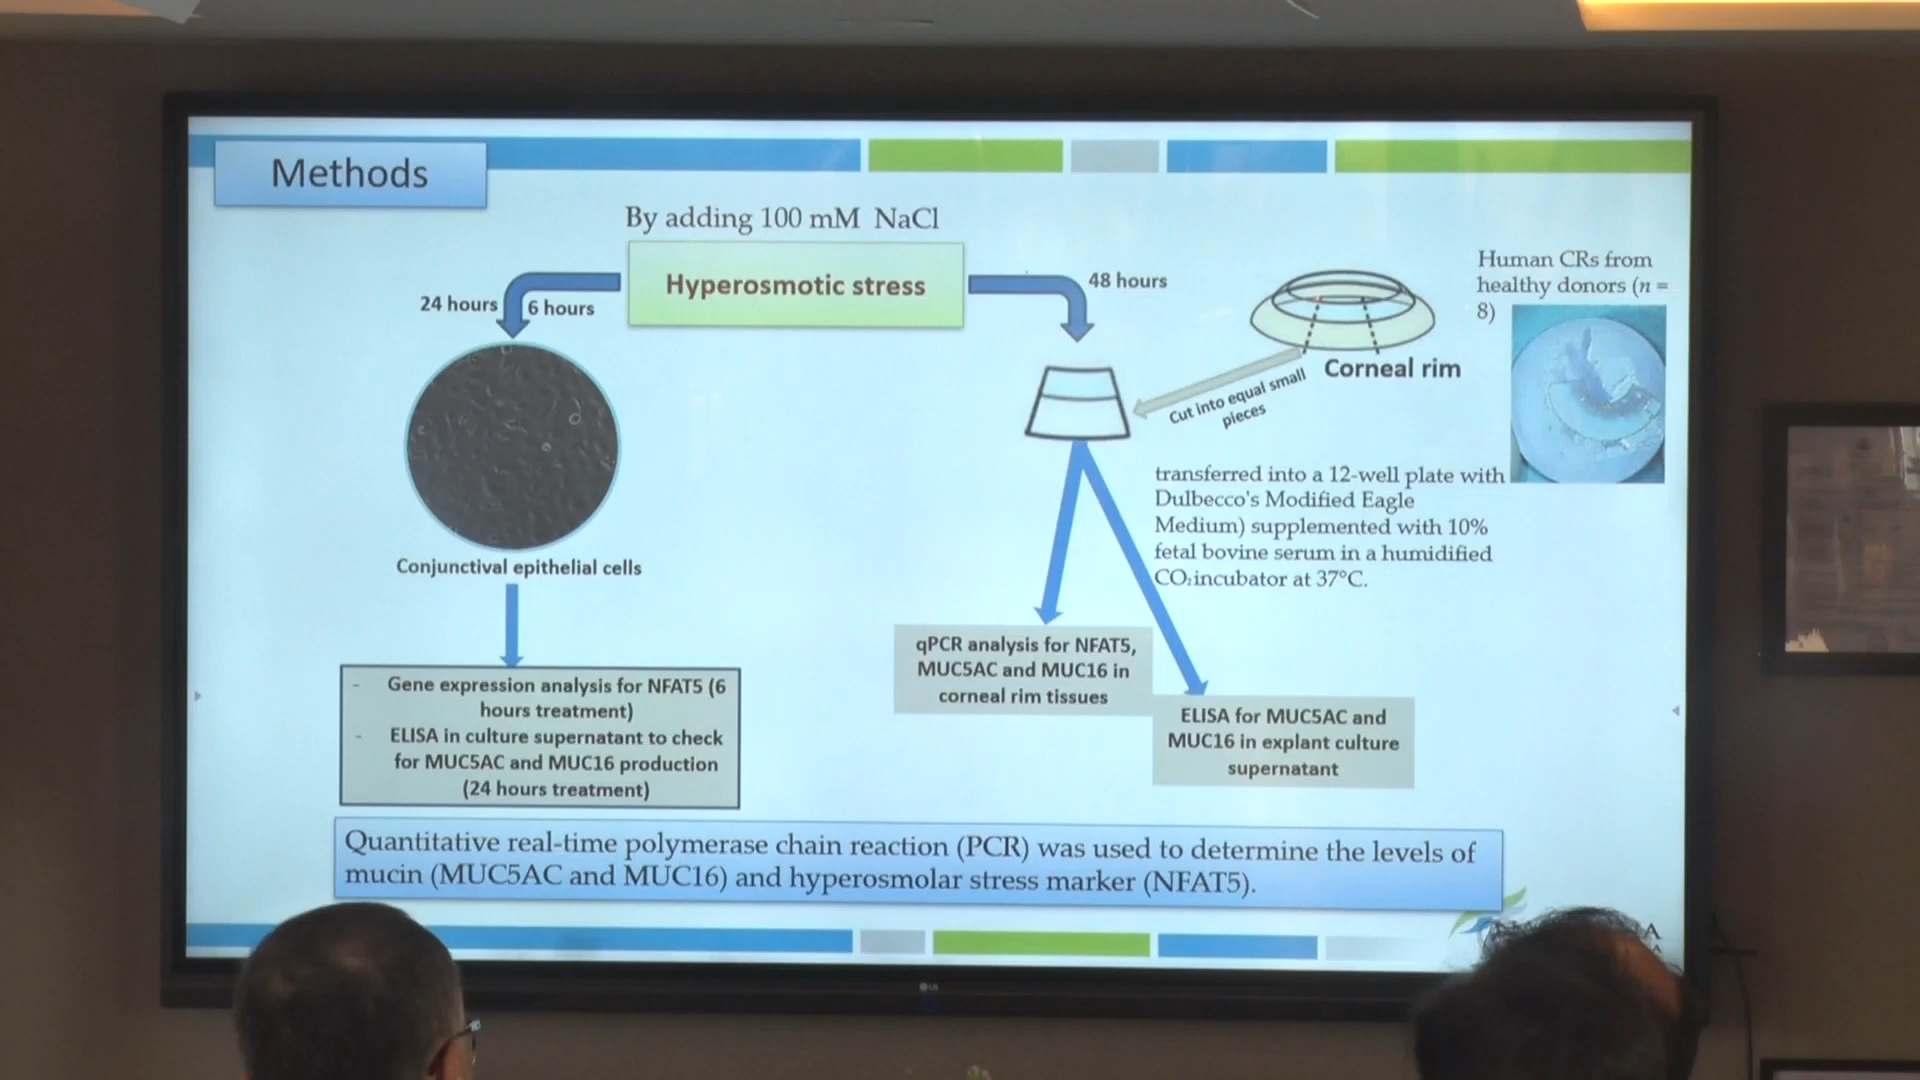 Methods
By adding 100 mM NaCl
Hyperosmotic stress
24 hours
6 hours
48 hours
Human CRs from
healthy donors (n =
8)
Corneal rim
Cut into equal small
pieces
transferred into a 12-well plate with
Dulbecco's Modified Eagle
Medium) supplemented with 10%
fetal bovine serum in a humidified
CO₂ incubator at 37°C.
Conjunctival epithelial cells
- Gene expression analysis for NFAT5 (6
hours treatment)
- ELISA in culture supernatant to check
for MUC5AC and MUC16 production
(24 hours treatment)
qPCR analysis for NFAT5,
MUC5AC and MUC16 in
corneal rim tissues
ELISA for MUC5AC and
MUC16 in explant culture
supernatant
Quantitative real-time polymerase chain reaction (PCR) was used to determine the levels of
mucin (MUC5AC and MUC16) and hyperosmolar stress marker (NFAT5).
LG